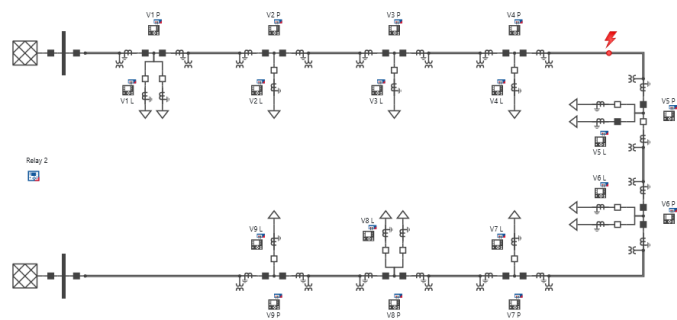 V1 P
V2 P
V3 P
V4 P
V1 L
V2 L
V3 L
V4 L
V5 P
V5 L
Relay 2
V6 L
V6 P
V9 L
V8 L
V7 L
V9 P
V8 P
V7 P